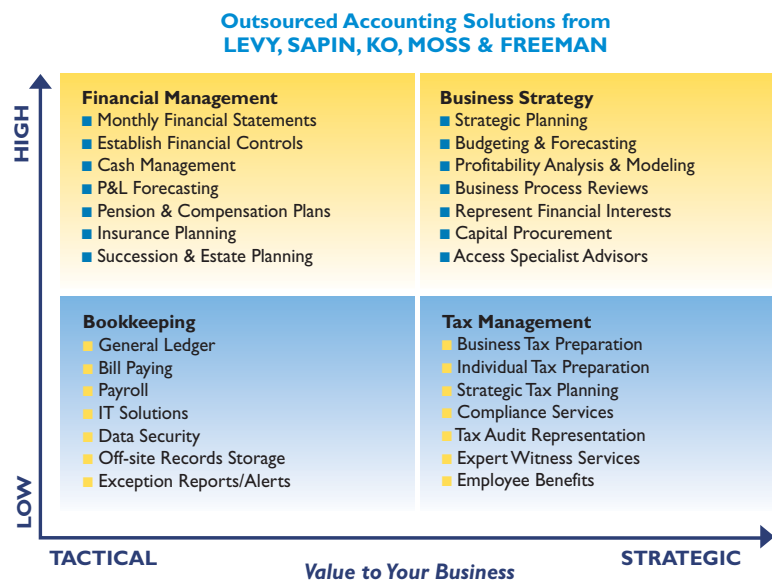 Outsourced Accounting Solutions from
LEVY, SAPIN, KO, MOSS & FREEMAN
HIGH
Financial Management
Monthly Financial Statements
Establish Financial Controls
Cash Management
P&L Forecasting
Pension & Compensation Plans
Insurance Planning
Succession & Estate Planning
Business Strategy
Strategic Planning
Budgeting & Forecasting
Profitability Analysis & Modeling
Business Process Reviews
Represent Financial Interests
Capital Procurement
Access Specialist Advisors
Bookkeeping
General Ledger
Bill Paying
Payroll
IT Solutions
Data Security
Off-site Records Storage
Exception Reports/Alerts
Tax Management
Business Tax Preparation
Individual Tax Preparation
Strategic Tax Planning
Compliance Services
Tax Audit Representation
Expert Witness Services
Employee Benefits
LOW
TACTICAL
Value to Your Business
STRATEGIC